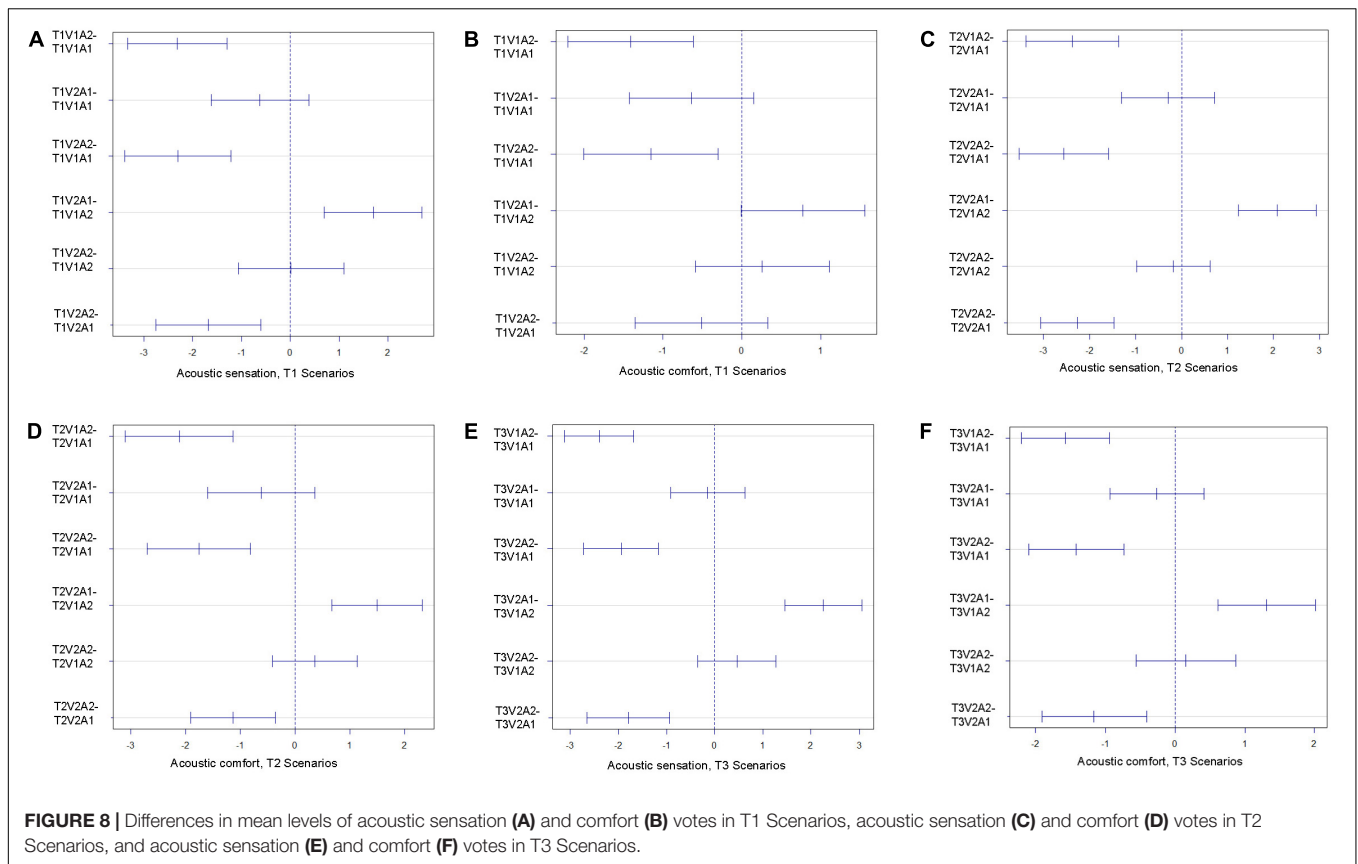 A
T1V1A2-
T1V1A1
T1V2A1-
T1V1A1
T1V2A2-
T1V1A1
T1V2A1-
T1V1A2
T1V2A2-
T1V1A2
T1V2A2-
T1V2A1
-3 -2 -1 0 1 2
Acoustic sensation, T1 Scenarios
B
T1V1A2-
T1V1A1
T1V2A1-
T1V1A1
T1V2A2-
T1V1A1
T1V2A1-
T1V1A2
T1V2A2-
T1V1A2
T1V2A2-
T1V2A1
-2 -1 0 1
Acoustic comfort, T1 Scenarios
C
T2V1A2-
T2V1A1
T2V2A1-
T2V1A1
T2V2A2-
T2V1A1
T2V2A1-
T2V1A2
T2V2A2-
T2V1A2
T2V2A2-
T2V2A1
-3 -2 -1 0 1 2 3
Acoustic sensation, T2 Scenarios
D
T2V1A2-
T2V1A1
T2V2A1-
T2V1A1
T2V2A2-
T2V1A1
T2V2A1-
T2V1A2
T2V2A2-
T2V1A2
T2V2A2-
T2V2A1
-3 -2 -1 0 1 2
Acoustic comfort, T2 Scenarios
E
T3V1A2-
T3V1A1
T3V2A1-
T3V1A1
T3V2A2-
T3V1A1
T3V2A1-
T3V1A2
T3V2A2-
T3V1A2
T3V2A2-
T3V2A1
-3 -2 -1 0 1 2 3
Acoustic sensation, T3 Scenarios
F
T3V1A2-
T3V1A1
T3V2A1-
T3V1A1
T3V2A2-
T3V1A1
T3V2A1-
T3V1A2
T3V2A2-
T3V1A2
T3V2A2-
T3V2A1
-2 -1 0 1 2
Acoustic comfort, T3 Scenarios
FIGURE 8 | Differences in mean levels of acoustic sensation (A) and comfort (B) votes in T1 Scenarios, acoustic sensation (C) and comfort (D) votes in T2
Scenarios, and acoustic sensation (E) and comfort (F) votes in T3 Scenarios.